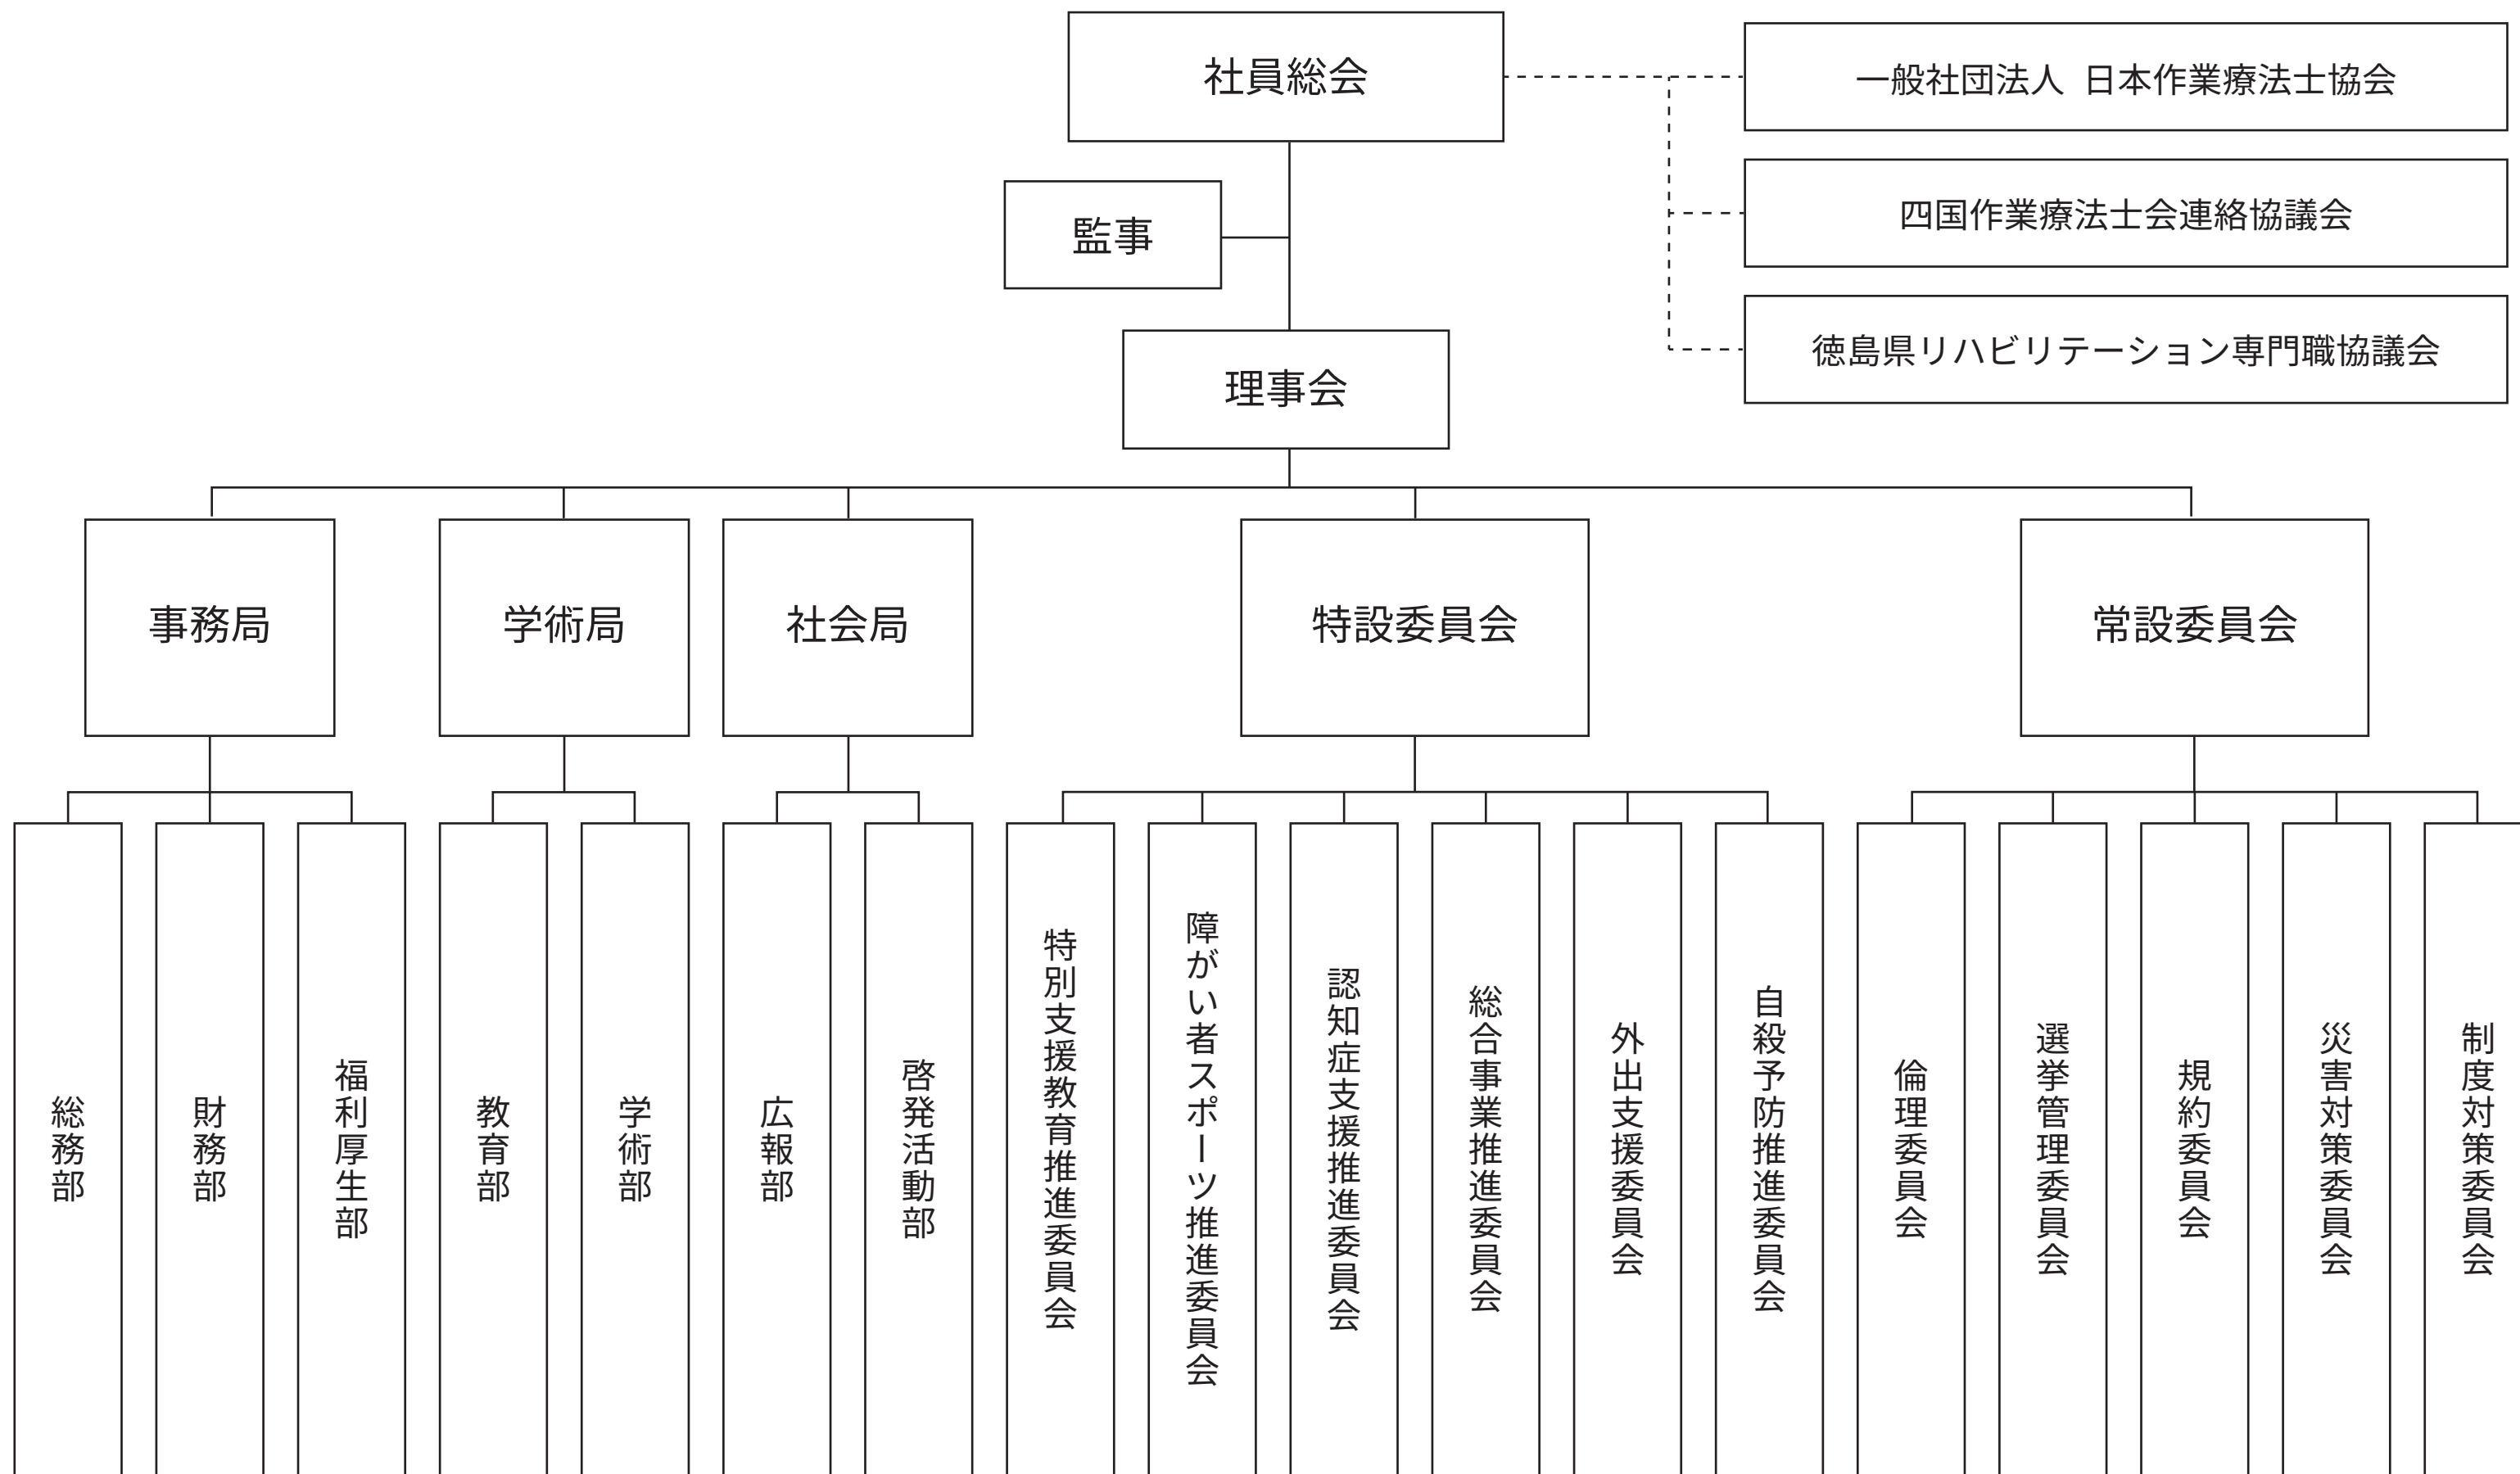 社員総会
一般社団法人 日本作業療法士協会
四国作業療法士会連絡協議会
監事
徳島県リハビリテーション専門職協議会
理事会
事務局
学術局
社会局
特設委員会
常設委員会
総務部
財務部
福利厚生部
教育部
学術部
広報部
啓発活動部
特別支援教育推進委員会
障がい者スポーツ推進委員会
認知症支援推進委員会
総合事業推進委員会
外出支援委員会
自殺予防推進委員会
倫理委員会
選挙管理委員会
規約委員会
災害対策委員会
制度対策委員会